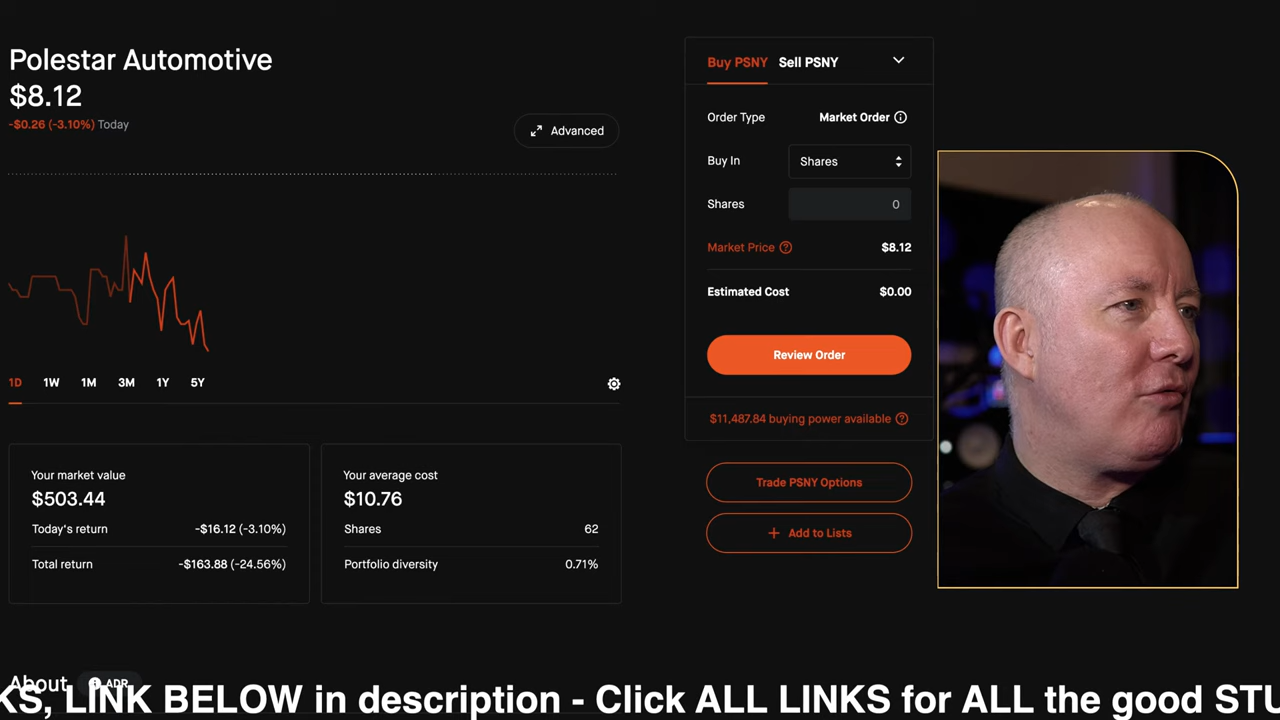 Polestar Automotive
$8.12
-$0.26 (-3.10%) Today
Advanced
1D 1W 1M 3M 1Y 5Y
Your market value
$503.44
Today's return -$16.12 (-3.10%)
Total return -$163.88 (-24.56%)
Your average cost
$10.76
Shares 62
Portfolio diversity 0.71%
Buy PSNY Sell PSNY
Order Type Market Order
Buy In Shares
Shares 0
Market Price $8.12
Estimated Cost $0.00
Review Order
$11,487.84 buying power available
Trade PSNY Options
+ Add to Lists
About ADR
KS, LINK BELOW in description - Click ALL LINKS for ALL the good STU